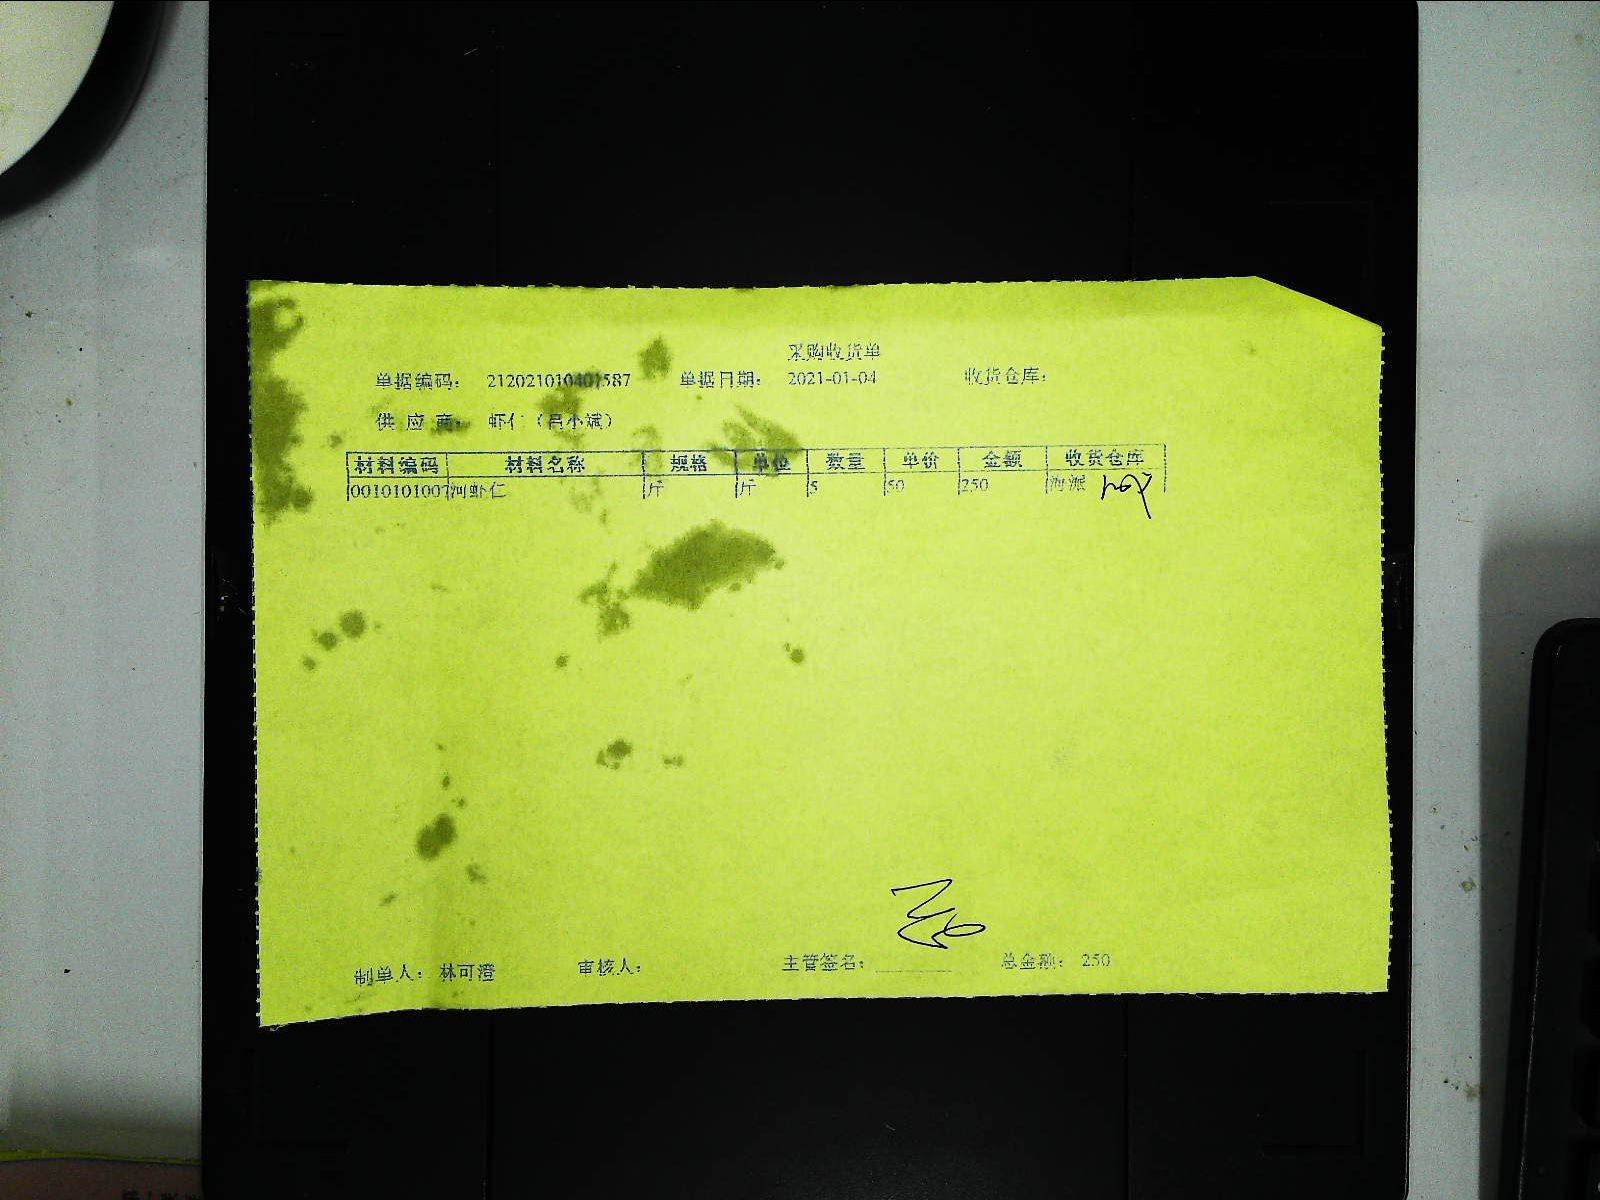 采购收货单
单据编码： 212021010401587 单据日期： 2021-01-04 收货仓库：
供 应 商： 虾仁（吕小斌）
材料编码 材料名称 规格 单位 数量 单价 金额 收货仓库
0010101007 河虾仁 斤 斤 5 50 250 海派
制单人： 林可澄 审核人： 主管签名： 总金额： 250